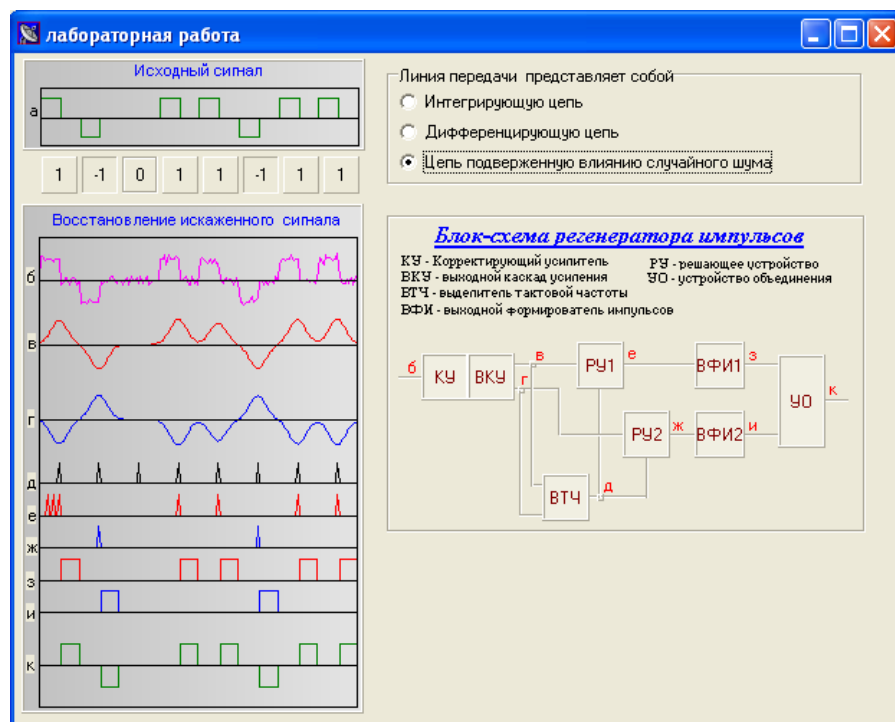 лабораторная работа
Исходный сигнал
а
1 -1 0 1 1 -1 1 1
Восстановление искаженного сигнала
б
в
г
д
е
ж
з
и
к
Линия передачи представляет собой
Интегрирующую цепь
Дифференцирующую цепь
Цепь подверженную влиянию случайного шума
Блок-схема регенератора импульсов
КУ - Корректирующий усилитель
ВКУ - выходной каскад усиления
ВТЧ - выделитель тактовой частоты
ВФИ - выходной формирователь импульсов
РУ - решающее устройство
УО - устройство объединения
б КУ ВКУ в г РУ1 е ВФИ1 з УО к
РУ2 ж ВФИ2 и
ВТЧ д